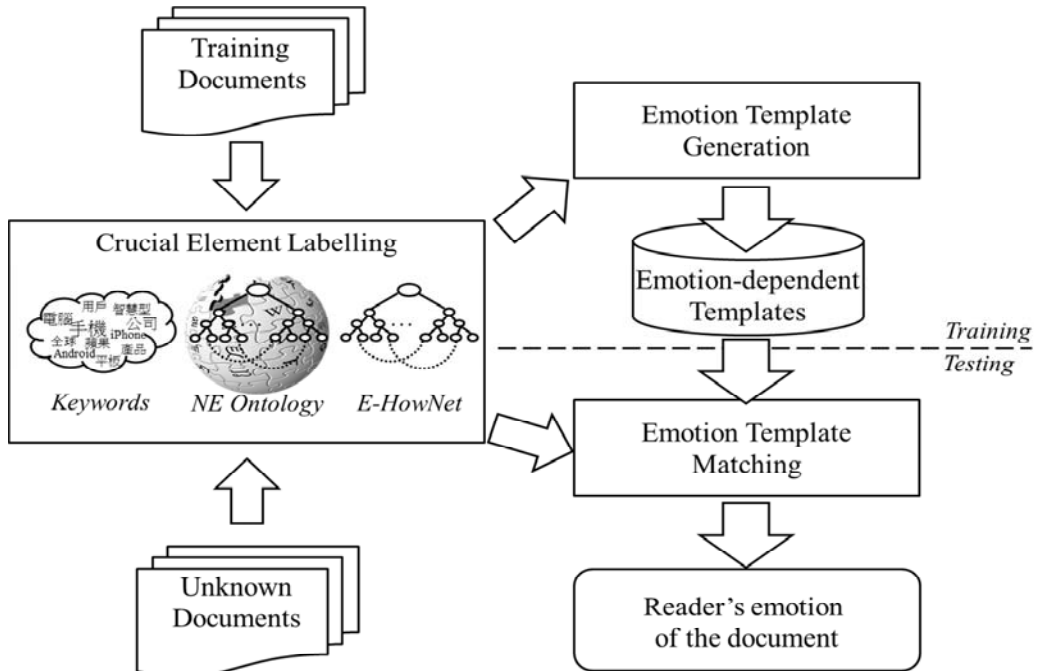 Training
Documents
Crucial Element Labelling
用戶 智慧型
電腦 手機 公司
全球 蘋果 iPhone
Android 平板 產品
W
Keywords
NE Ontology
E-HowNet
Unknown
Documents
Emotion Template
Generation
Emotion-dependent
Templates
Training
Testing
Emotion Template
Matching
Reader's emotion
of the document